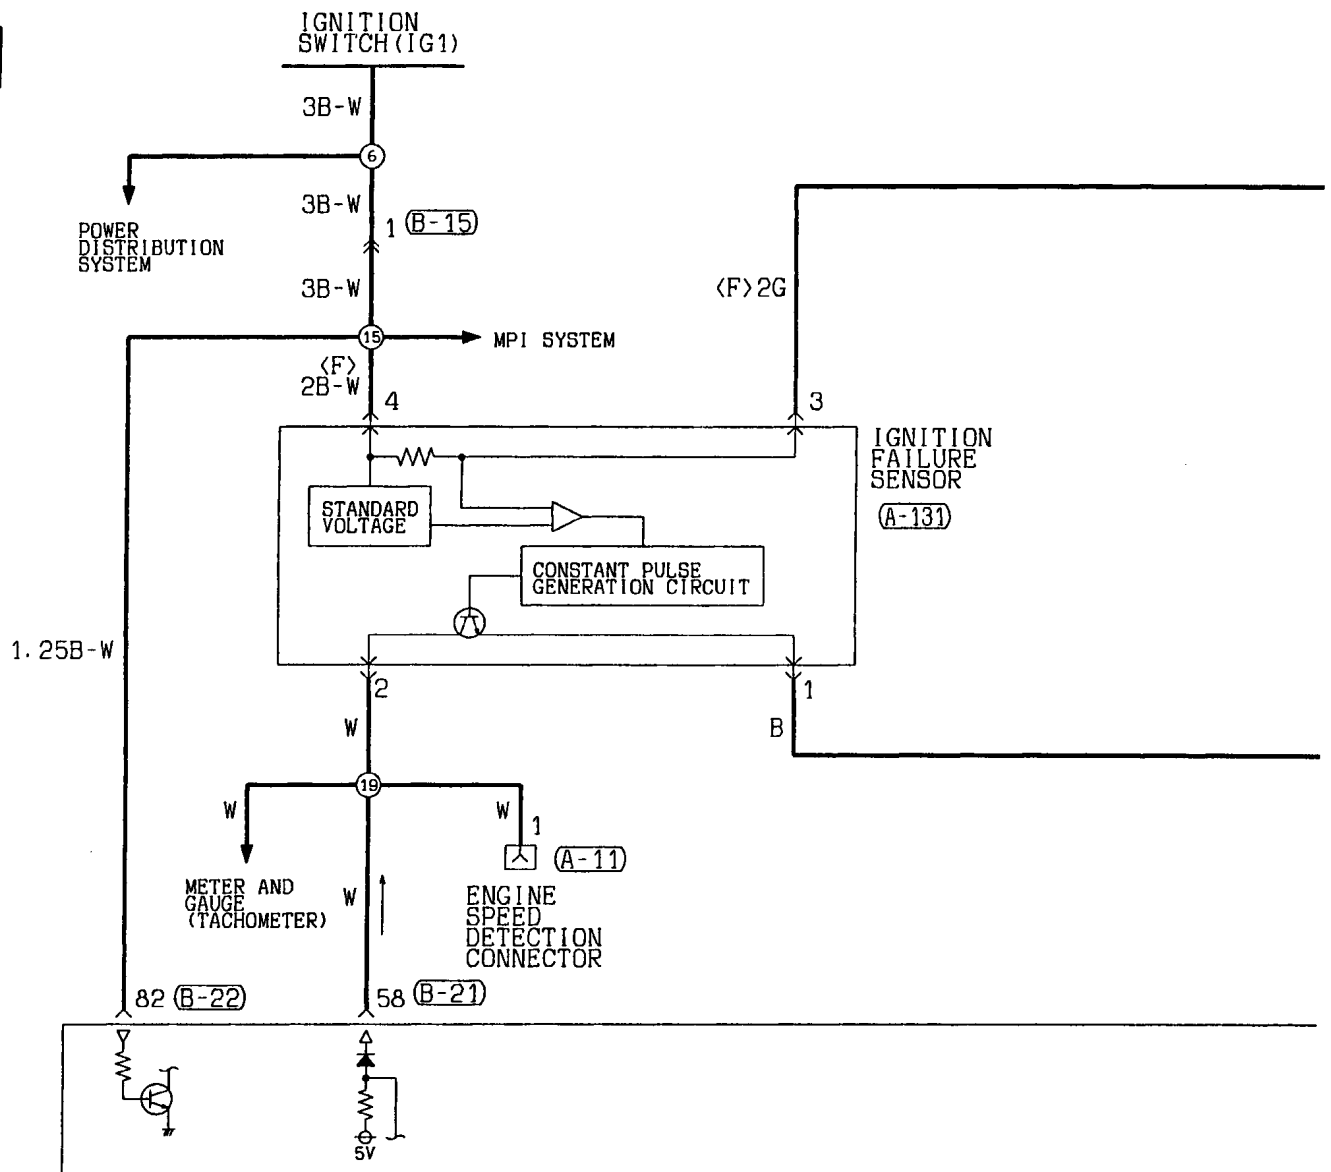 IGNITION
SWITCH(IG1)
3B-W
6
3B-W
1 B-15
POWER
DISTRIBUTION
SYSTEM
3B-W
<F>2G
15
MPI SYSTEM
<F>
2B-W
4
3
IGNITION
FAILURE
SENSOR
A-131
STANDARD
VOLTAGE
CONSTANT PULSE
GENERATION CIRCUIT
1.25B-W
2
1
W
B
19
W
W
1
A-11
METER AND
GAUGE
(TACHOMETER)
W
ENGINE
SPEED
DETECTION
CONNECTOR
82 B-22
58 B-21
5V